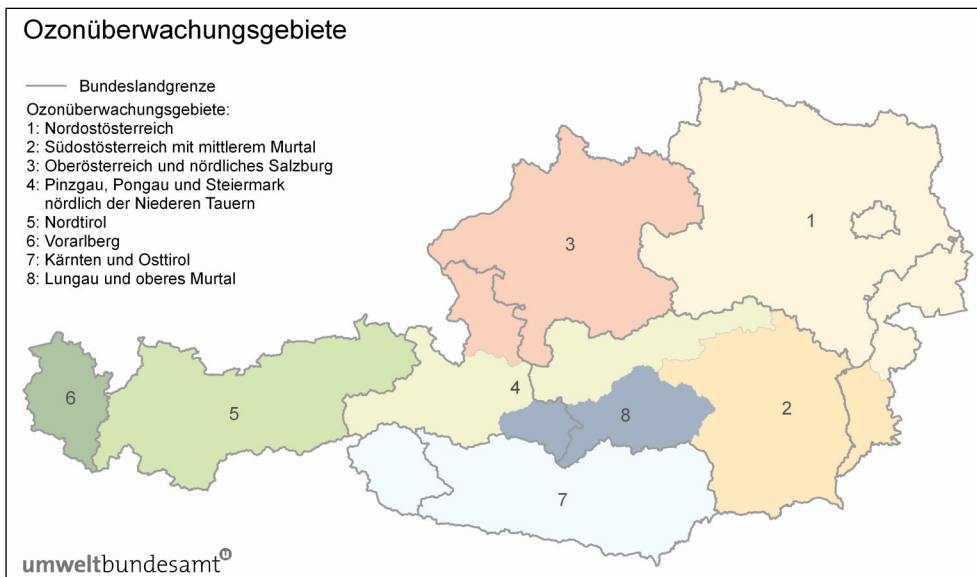 Ozonüberwachungsgebiete
Bundeslandgrenze
Ozonüberwachungsgebiete:
1: Nordostösterreich
2: Südostösterreich mit mittlerem Murtal
3: Oberösterreich und nördliches Salzburg
4: Pinzgau, Pongau und Steiermark
nördlich der Niederen Tauern
5: Nordtirol
6: Vorarlberg
7: Kärnten und Osttirol
8: Lungau und oberes Murtal
1
3
4
6
5
8
2
7
umweltbundesamt u